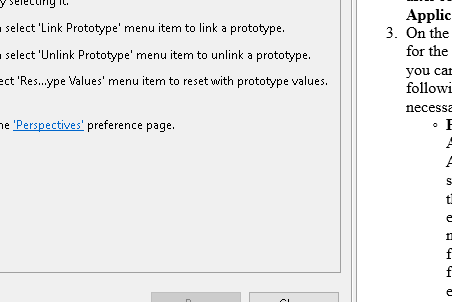 y selecting it.
select 'Link Prototype' menu item to link a prototype.
select 'Unlink Prototype' menu item to unlink a prototype.
ect 'Res...ype Values' menu item to reset with prototype values.
he 'Perspectives' preference page.
Applic
3. On the
for the
you can
followi
necessa